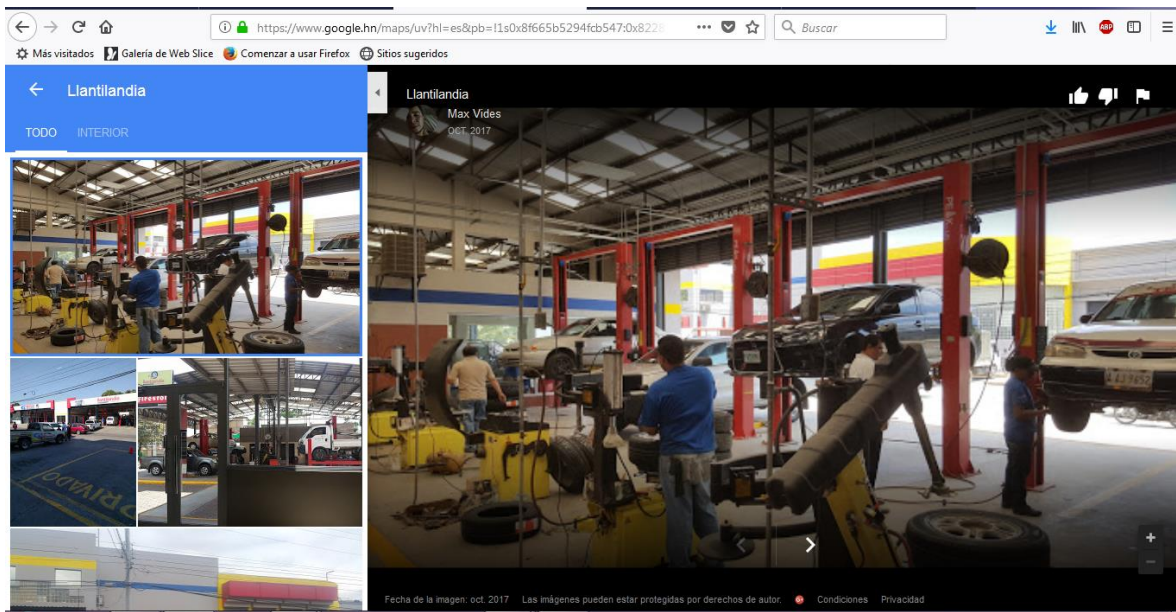 https://www.google.hn/maps/uv?hl=es&pb=!1s0x8f665b5294fcb547:0x8228
Buscar
ABP
Más visitados
Galería de Web Slice
Comenzar a usar Firefox
Sitios sugeridos
Llantilandia
TODO
INTERIOR
Llantilandia
Max Vides
OCT. 2017
PRIVADO
Fecha de la imagen: oct. 2017
Las imágenes pueden estar protegidas por derechos de autor.
Condiciones
Privacidad